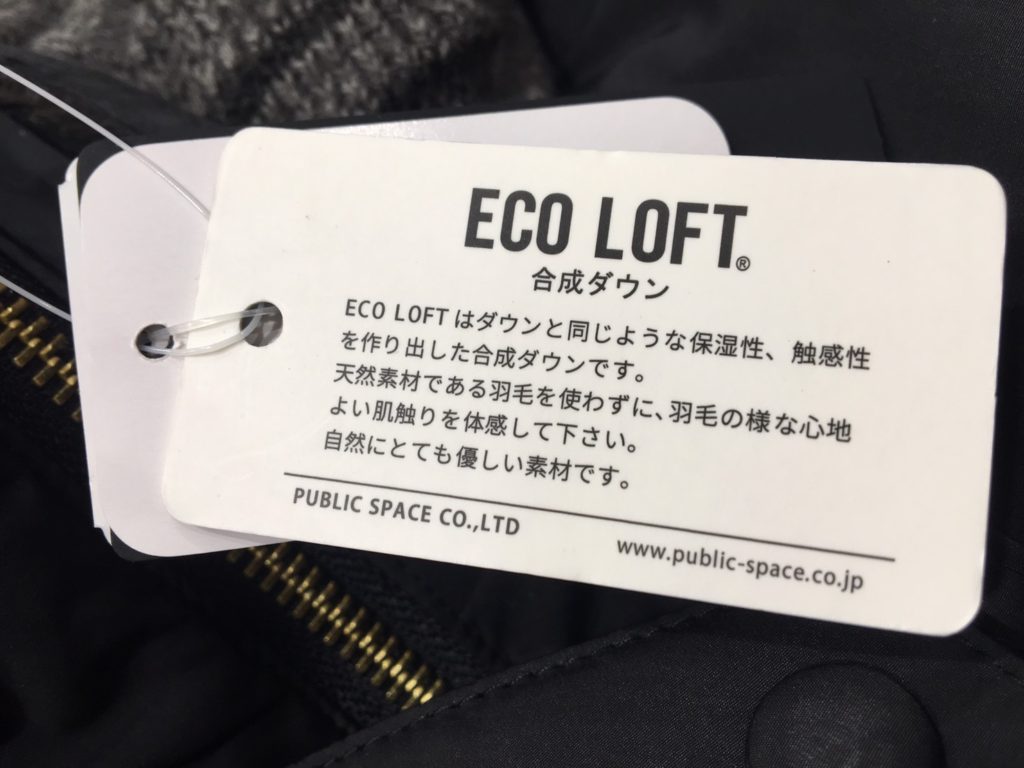 ECO LOFT®
合成ダウン
ECO LOFTはダウンと同じような保湿性、触感性
を作り出した合成ダウンです。
天然素材である羽毛を使わずに、羽毛の様な心地
よい肌触りを体感して下さい。
自然にとても優しい素材です。
PUBLIC SPACE CO.,LTD
www.public-space.co.jp